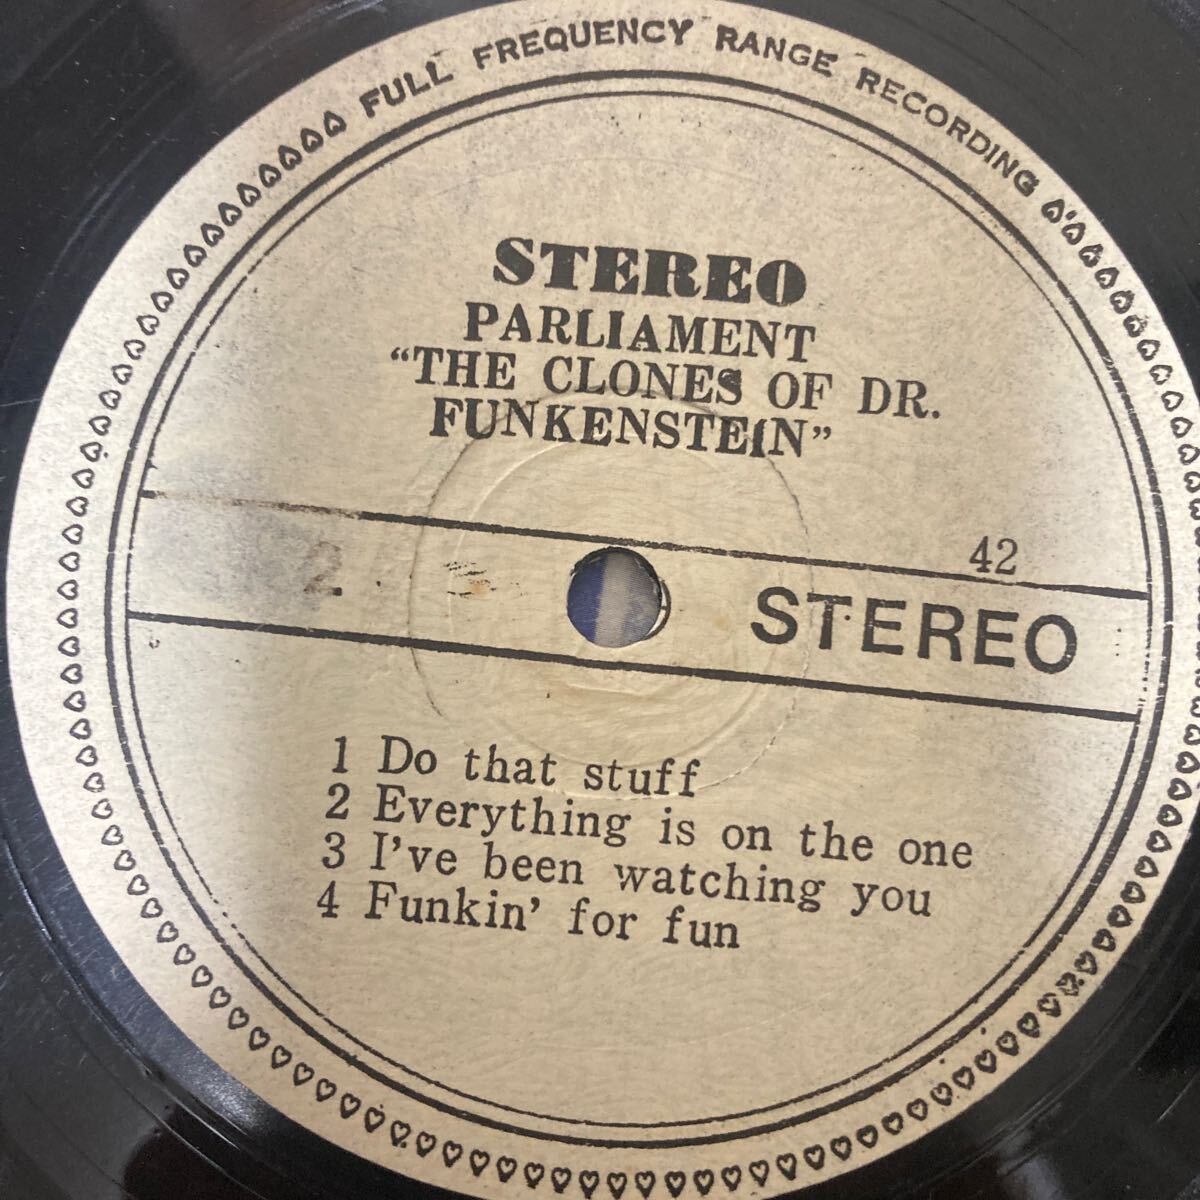 FULL FREQUENCY RANGE RECORDING
STEREO
PARLIAMENT
“THE CLONES OF DR.
FUNKENSTEIN”
42
2.
STEREO
1 Do that stuff
2 Everything is on the one
3 I've been watching you
4 Funkin' for fun